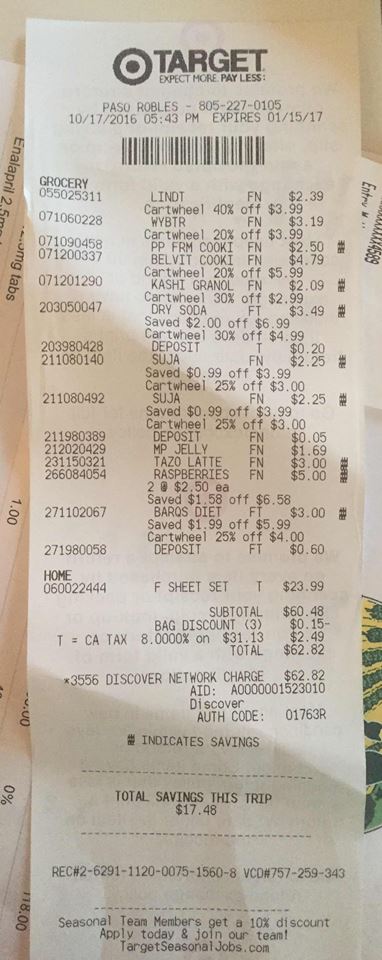 TARGET
EXPECT MORE. PAY LESS.
PASO ROBLES - 805-227-0105
10/17/2016 05:43 PM EXPIRES 01/15/17
GROCERY
055025311 LINDT FN $2.39
Cartwheel 40% off $3.99
071060228 WYBTR FN $3.19
Cartwheel 20% off $3.99
071090458 PP FRM COOKI FN $2.50 #
071200337 BELVIT COOKI FN $4.79
Cartwheel 20% off $5.99
071201290 KASHI GRANOL FN $2.09 #
Cartwheel 30% off $2.99
203050047 DRY SODA FT $3.49 #
Saved $2.00 off $6.99
Cartwheel 30% off $4.99
203980428 DEPOSIT T $0.20
211080140 SUJA FN $2.25 #
Saved $0.99 off $3.99
Cartwheel 25% off $3.00
211080492 SUJA FN $2.25 #
Saved $0.99 off $3.99
Cartwheel 25% off $3.00
211980389 DEPOSIT FN $0.05
212020429 MP JELLY FN $1.69
231150321 TAZO LATTE FN $3.00 #
266084054 RASPBERRIES FN $5.00 #
2 @ $2.50 ea
Saved $1.58 off $6.58
271102067 BARQS DIET FT $3.00 #
Saved $1.99 off $5.99
Cartwheel 25% off $4.00
271980058 DEPOSIT FT $0.60
HOME
060022444 F SHEET SET T $23.99
SUBTOTAL $60.48
BAG DISCOUNT (3) $0.15-
T = CA TAX 8.0000% on $31.13 $2.49
TOTAL $62.82
*3556 DISCOVER NETWORK CHARGE $62.82
AID: A0000001523010
Discover
AUTH CODE: 01763R
# INDICATES SAVINGS
TOTAL SAVINGS THIS TRIP
$17.48
REC#2-6291-1120-0075-1560-8 VCD#757-259-343
Seasonal Team Members get a 10% discount
Apply today & join our team!
TargetSeasonalJobs.com
Enalapril 2.5mg
mg tabs
1.00
0%
18.00